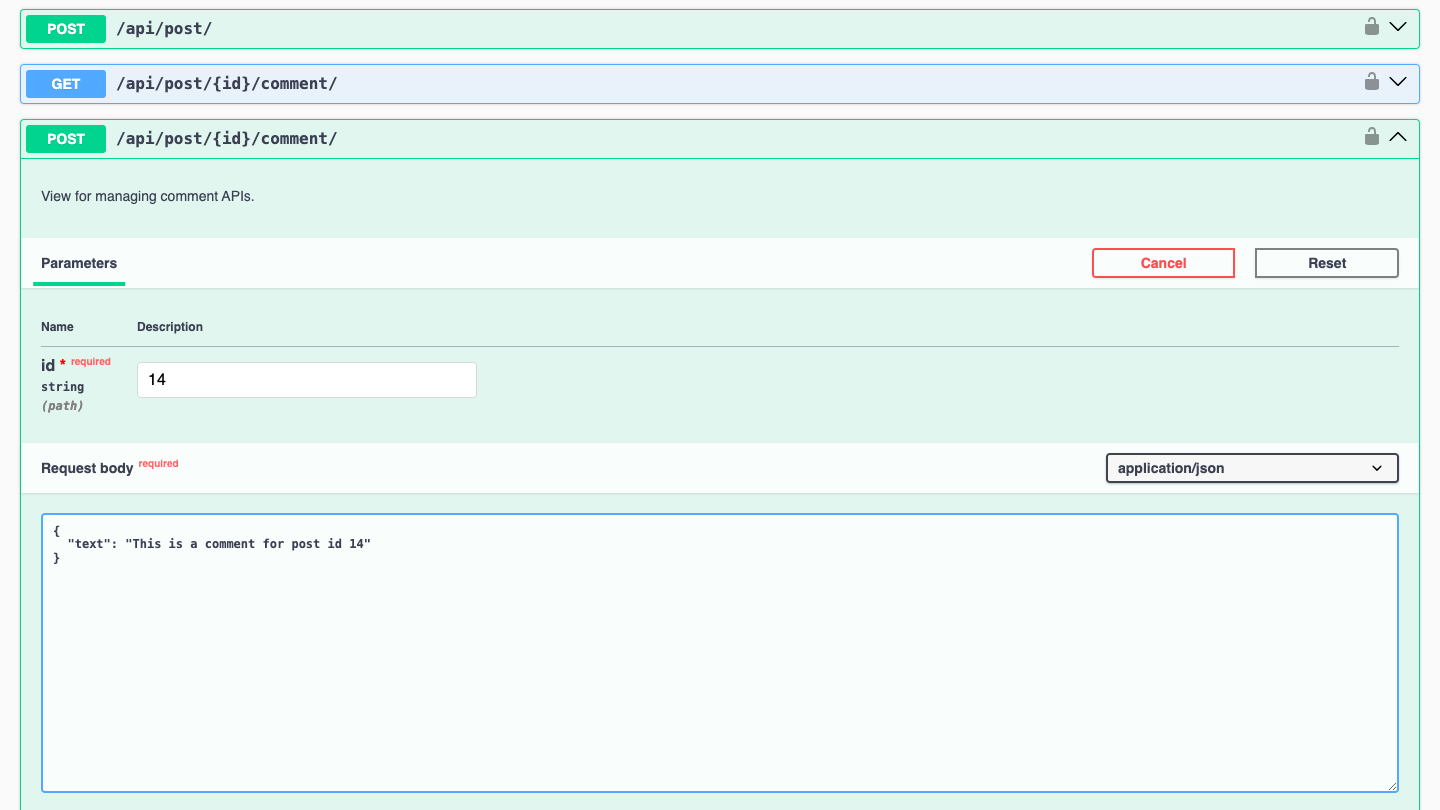 POST /api/post/
GET /api/post/{id}/comment/
POST /api/post/{id}/comment/
View for managing comment APIs.
Parameters Cancel Reset
Name Description
id * required 14
string
(path)
Request body required application/json
{
  "text": "This is a comment for post id 14"
}